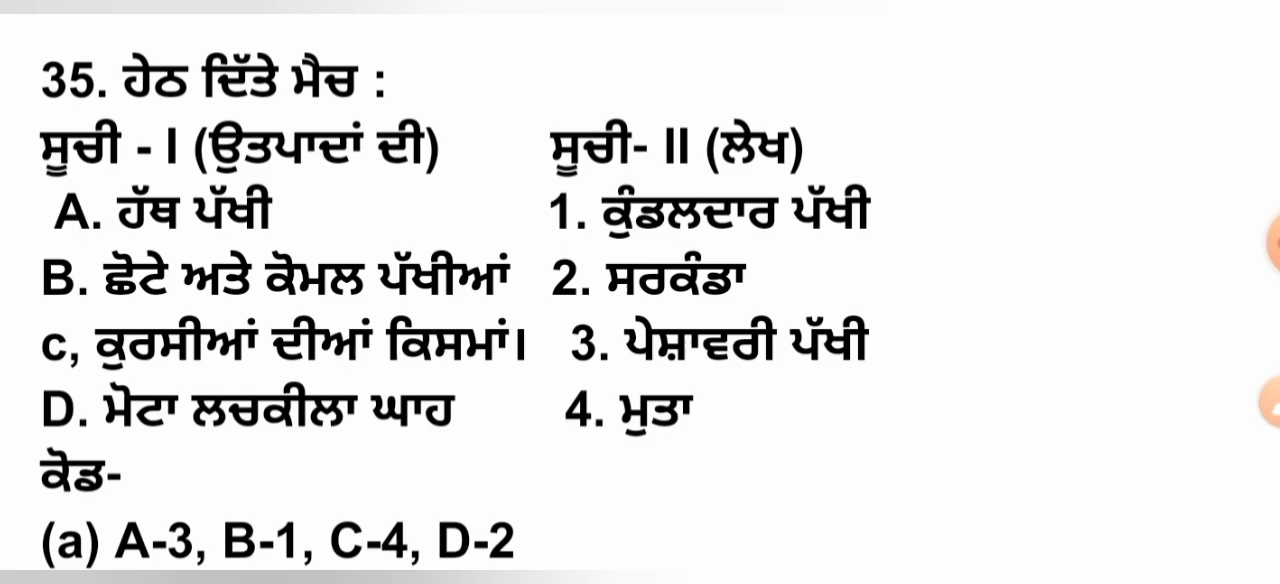 35. ਹੇਠ ਦਿੱਤੇ ਮੈਚ :
ਸੂਚੀ - I (ਉਤਪਾਦਾਂ ਦੀ) ਸੂਚੀ- II (ਲੇਖ)
A. ਹੱਥ ਪੱਖੀ 1. ਕੁੰਡਲਦਾਰ ਪੱਖੀ
B. ਛੋਟੇ ਅਤੇ ਕੋਮਲ ਪੱਖੀਆਂ 2. ਸਰਕੰਡਾ
c, ਕੁਰਸੀਆਂ ਦੀਆਂ ਕਿਸਮਾਂ। 3. ਪੇਸ਼ਾਵਰੀ ਪੱਖੀ
D. ਮੋਟਾ ਲਚਕੀਲਾ ਘਾਹ 4. ਮੁਤਾ
ਕੋਡ-
(a) A-3, B-1, C-4, D-2